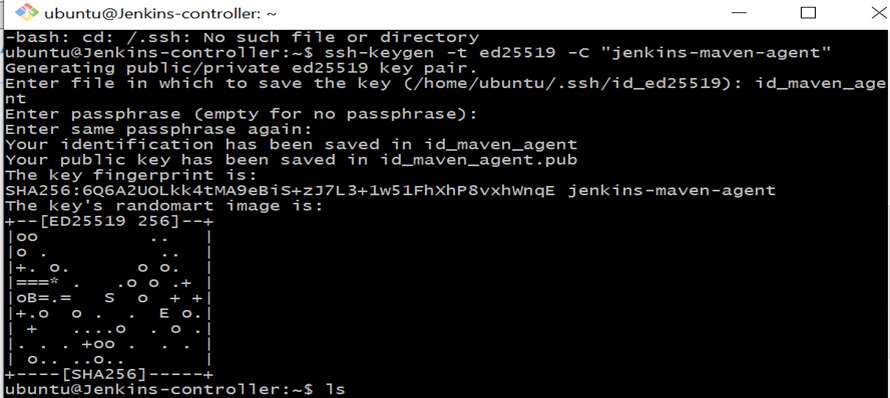 ubuntu@Jenkins-controller: ~
-bash: cd: /.ssh: No such file or directory
ubuntu@Jenkins-controller:~$ ssh-keygen -t ed25519 -C "jenkins-maven-agent"
Generating public/private ed25519 key pair.
Enter file in which to save the key (/home/ubuntu/.ssh/id_ed25519): id_maven_age
nt
Enter passphrase (empty for no passphrase):
Enter same passphrase again:
Your identification has been saved in id_maven_agent
Your public key has been saved in id_maven_agent.pub
The key fingerprint is:
SHA256:6Q6A2UOLkk4tMA9eBiS+zJ7L3+1w51FhXhP8vxhWnqE jenkins-maven-agent
The key's randomart image is:
+--[ED25519 256]--+
|oo           ..  |
|o .           .. |
|+. o.      o o.  |
|===* .   .o o .+ |
|oB=.=   S  o  + +|
|+.o  o .  .  E o.|
| +   ....o  . o .|
|. . . +oo .  . . |
| o.. ..o..       |
+----[SHA256]-----+
ubuntu@Jenkins-controller:~$ ls